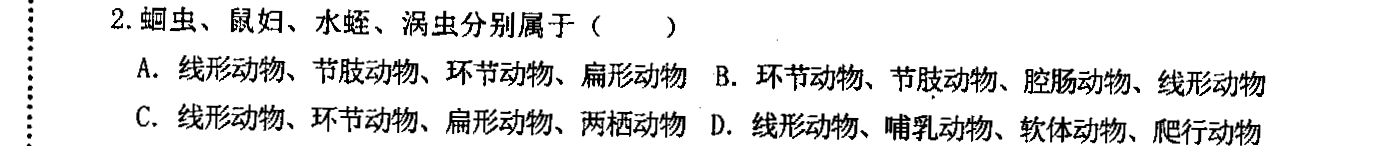 2.蛔虫、鼠妇、水蛭、涡虫分别属于（　　）
A. 线形动物、节肢动物、环节动物、扁形动物 B. 环节动物、节肢动物、腔肠动物、线形动物
C. 线形动物、环节动物、扁形动物、两栖动物 D. 线形动物、哺乳动物、软体动物、爬行动物